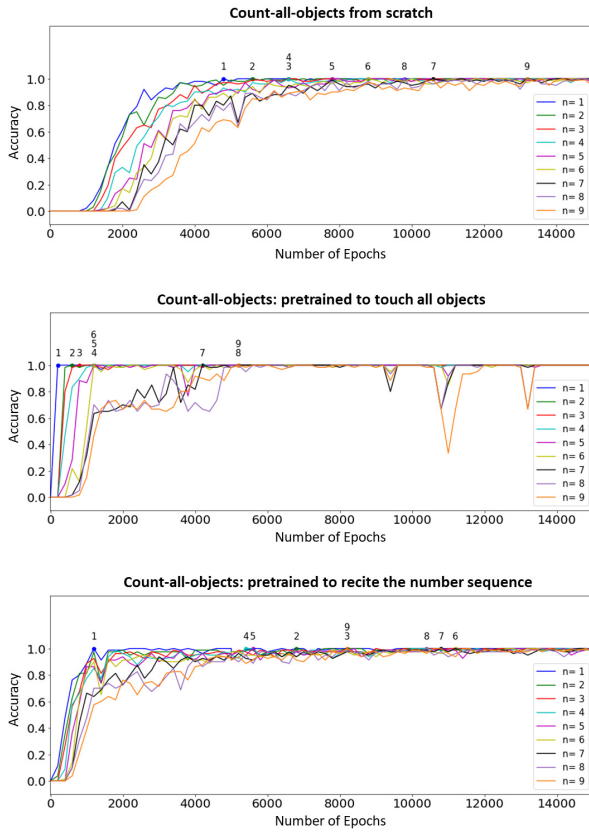 Count-all-objects from scratch
4
1 2 3 5 6 8 7 9
1.0
0.8
0.6
0.4
0.2
0.0
Accuracy
n= 1
n= 2
n= 3
n= 4
n= 5
n= 6
n= 7
n= 8
n= 9
0 2000 4000 6000 8000 10000 12000 14000
Number of Epochs
Count-all-objects: pretrained to touch all objects
6
5 9
1 2 3 4 7 8
1.0
0.8
0.6
0.4
0.2
0.0
Accuracy
n= 1
n= 2
n= 3
n= 4
n= 5
n= 6
n= 7
n= 8
n= 9
0 2000 4000 6000 8000 10000 12000 14000
Number of Epochs
Count-all-objects: pretrained to recite the number sequence
9
1 4 5 2 3 8 7 6
1.0
0.8
0.6
0.4
0.2
0.0
Accuracy
n= 1
n= 2
n= 3
n= 4
n= 5
n= 6
n= 7
n= 8
n= 9
0 2000 4000 6000 8000 10000 12000 14000
Number of Epochs